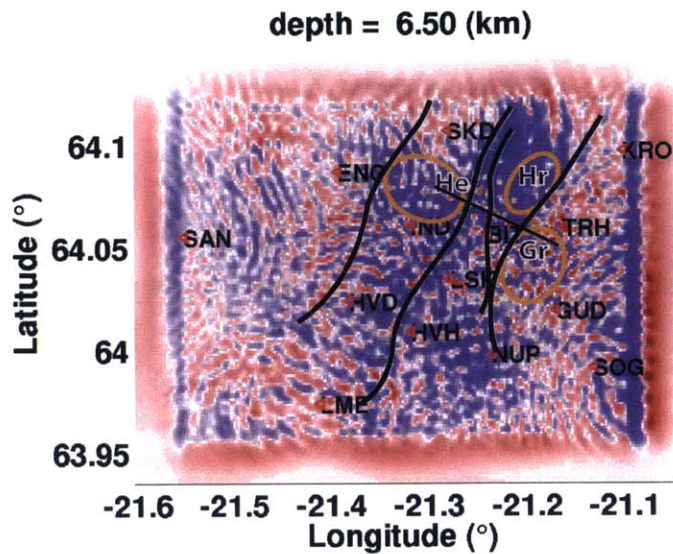 depth = 6.50 (km)
64.1
SKD
KRO
ENG
He
Hr
SAN
TRH
64.05
Gr
LSK
HVD
GUD
HVH
64
NUP
SOG
LME
63.95
-21.6 -21.5 -21.4 -21.3 -21.2 -21.1
Longitude (°)
Latitude (°)